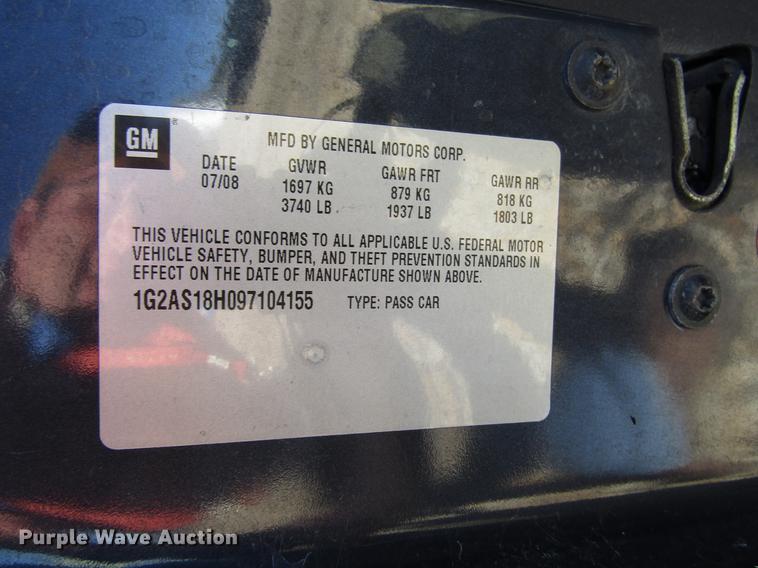 GM
MFD BY GENERAL MOTORS CORP.
DATE GVWR GAWR FRT GAWR RR
07/08 1697 KG 879 KG 818 KG
3740 LB 1937 LB 1803 LB
THIS VEHICLE CONFORMS TO ALL APPLICABLE U.S. FEDERAL MOTOR
VEHICLE SAFETY, BUMPER, AND THEFT PREVENTION STANDARDS IN
EFFECT ON THE DATE OF MANUFACTURE SHOWN ABOVE.
1G2AS18H097104155 TYPE: PASS CAR
Purple Wave Auction®